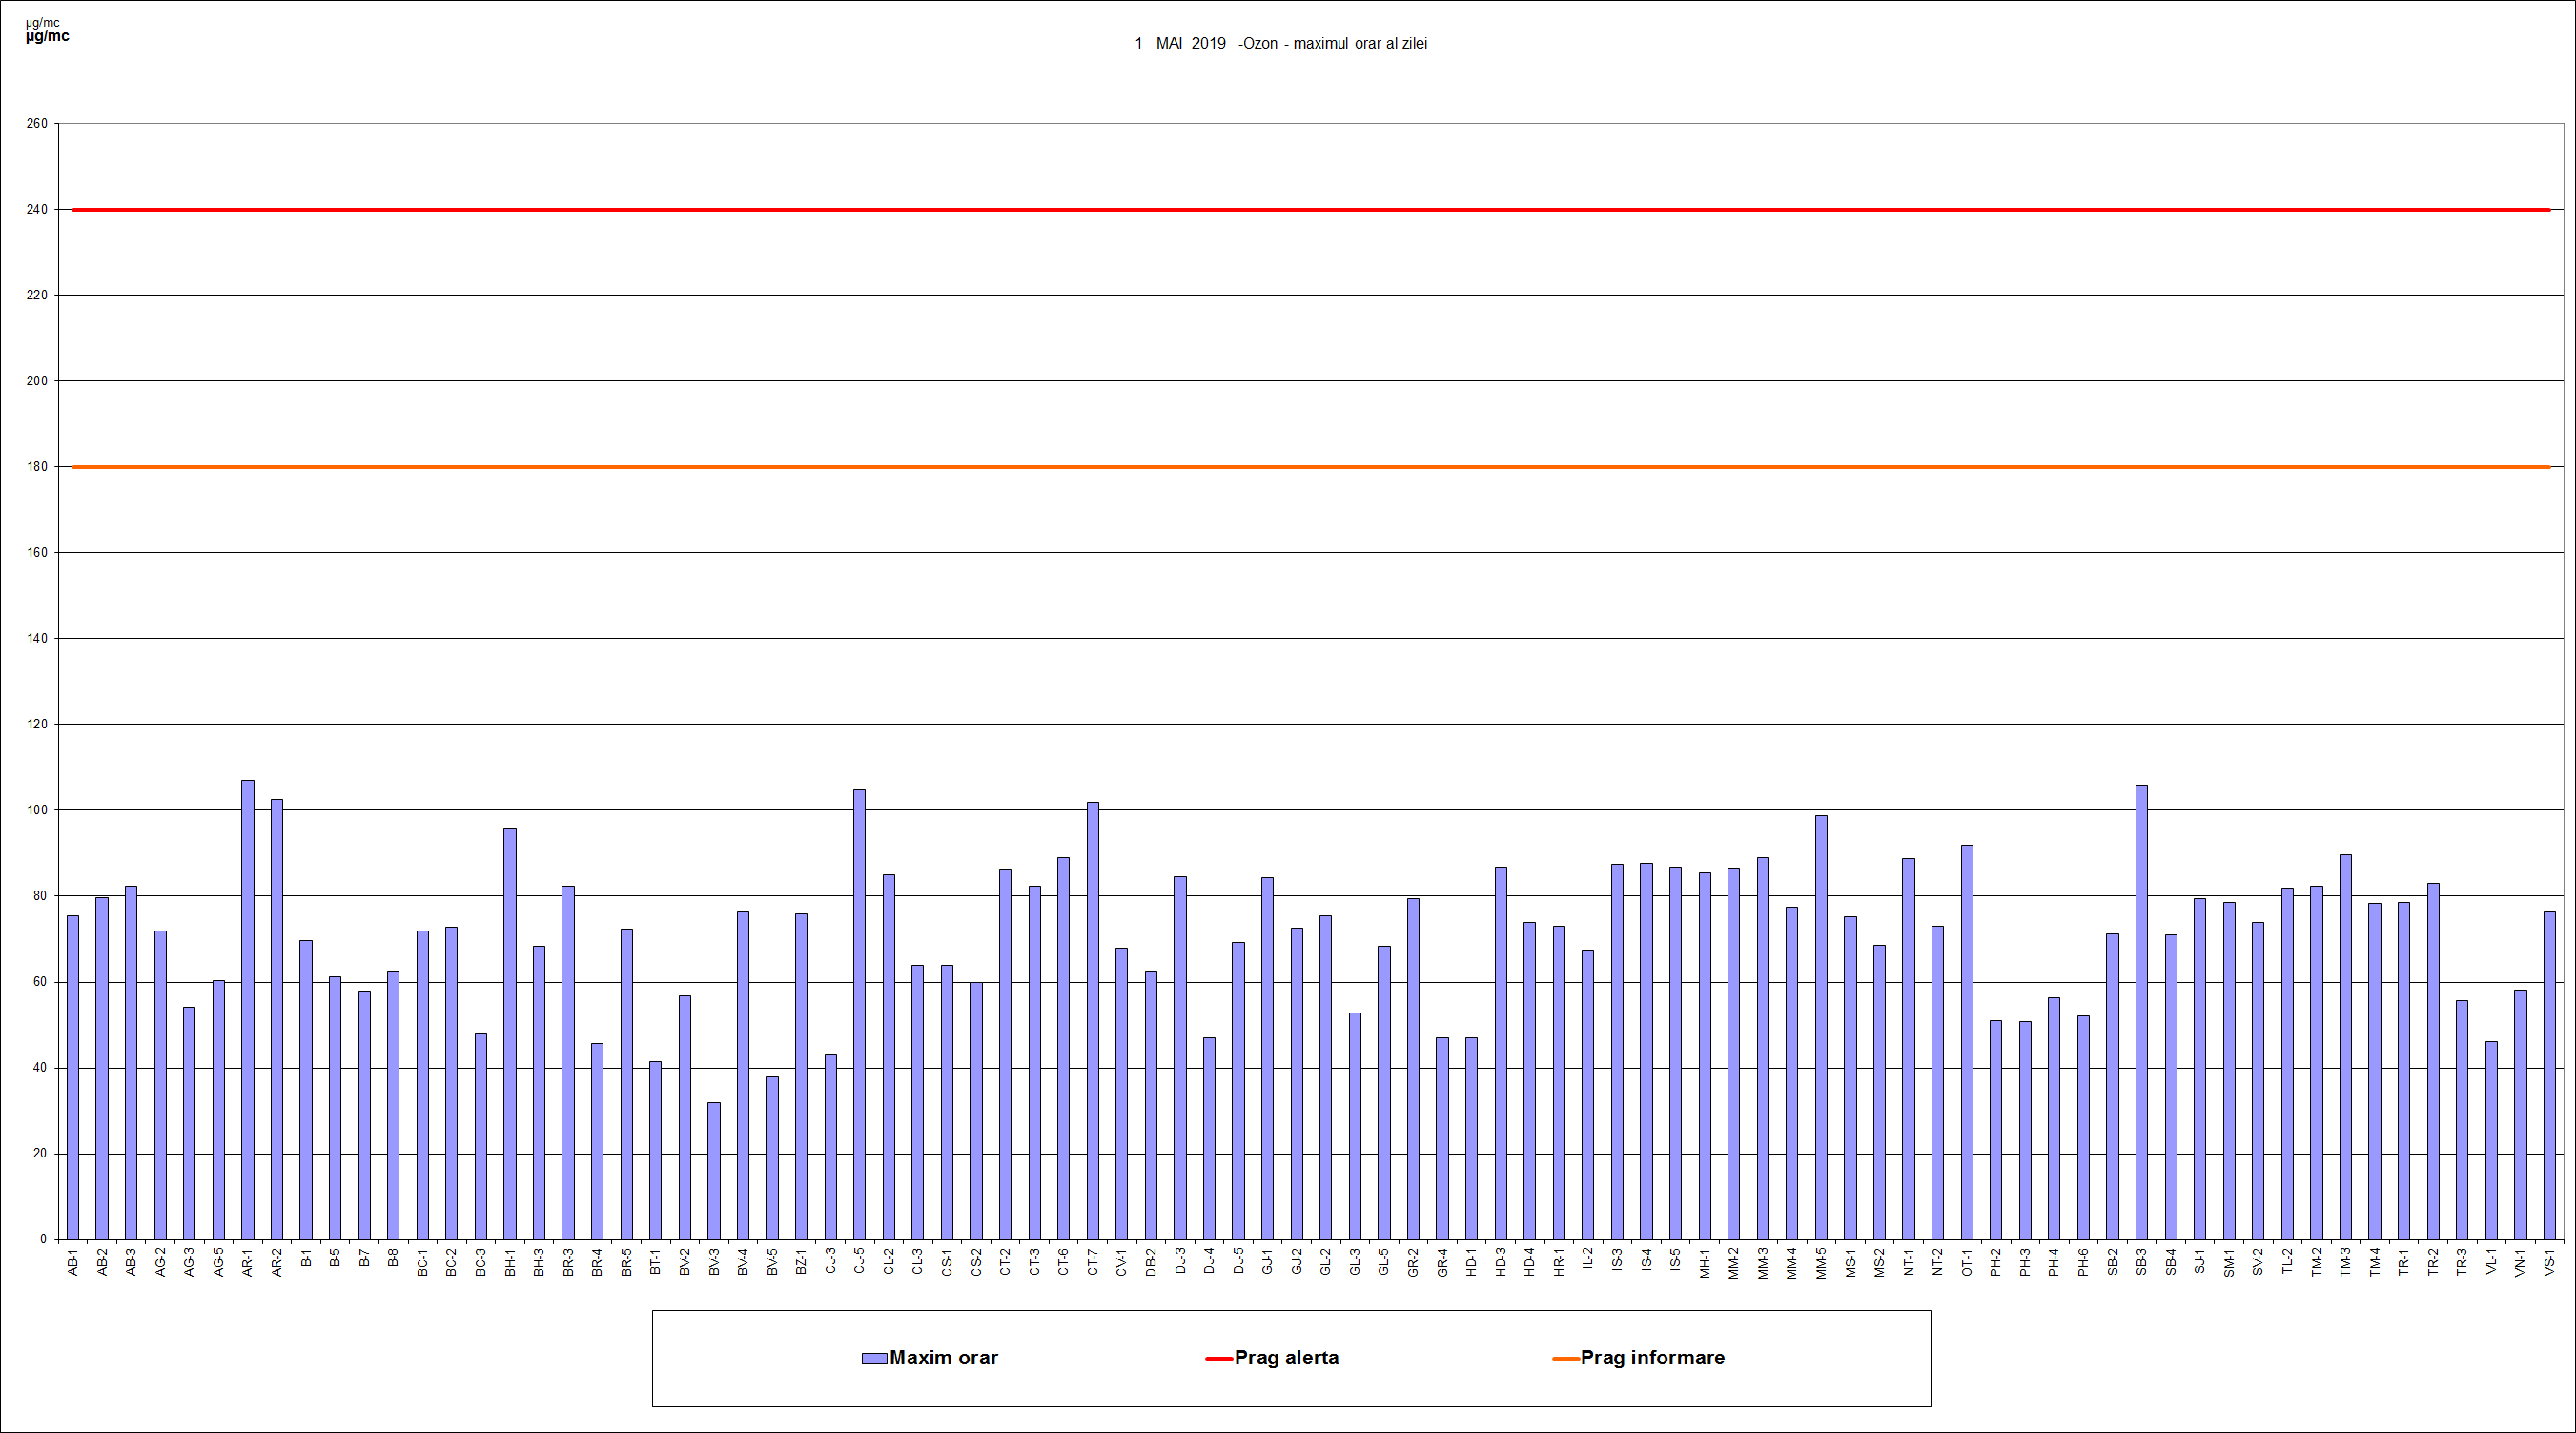 µg/mc
µg/mc
1 MAI 2019 -Ozon - maximul orar al zilei
260
240
220
200
180
160
140
120
100
80
60
40
20
0
AB-1 AB-2 AB-3 AG-2 AG-3 AG-5 AR-1 AR-2 B-1 B-5 B-7 B-8 BC-1 BC-2 BC-3 BH-1 BH-3 BR-3 BR-4 BR-5 BT-1 BV-2 BV-3 BV-4 BV-5 BZ-1 CJ-3 CJ-5 CL-2 CL-3 CS-1 CS-2 CT-2 CT-3 CT-6 CT-7 CV-1 DB-2 DJ-3 DJ-4 DJ-5 GJ-1 GJ-2 GL-2 GL-3 GL-5 GR-2 GR-4 HD-1 HD-3 HD-4 HR-1 IL-2 IS-3 IS-4 IS-5 MH-1 MM-2 MM-3 MM-4 MM-5 MS-1 MS-2 NT-1 NT-2 OT-1 PH-2 PH-3 PH-4 PH-6 SB-2 SB-3 SB-4 SJ-1 SM-1 SV-2 TL-2 TM-2 TM-3 TM-4 TR-1 TR-2 TR-3 VL-1 VN-1 VS-1
Maxim orar Prag alerta Prag informare